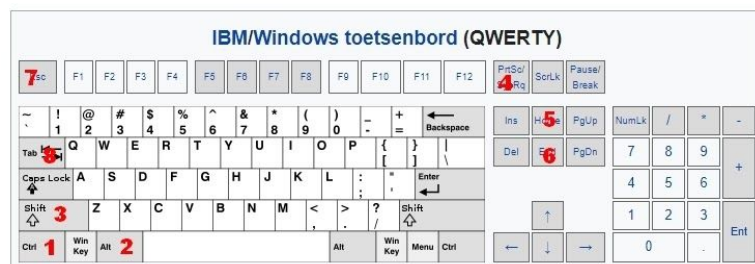 IBM/Windows toetsenbord (QWERTY)
7 Esc F1 F2 F3 F4 F5 F6 F7 F8 F9 F10 F11 F12 PrtSc/ ScrLk Pause/
4 SysRq Break
~ ! @ # $ % ^ & * ( ) _ + Backspace
` 1 2 3 4 5 6 7 8 9 0 - =
Ins Home 5 PgUp NumLk / * -
Tab 8 Q W E R T Y U I O P { } |
[ ] \
Del End 6 PgDn 7 8 9 +
Caps Lock A S D F G H J K L : " Enter
; '
4 5 6
Shift 3 Z X C V B N M < > ? Shift
, . /
↑ 1 2 3 Ent
Ctrl 1 Win Key Alt 2 Alt Win Key Menu Ctrl
← ↓ → 0 .